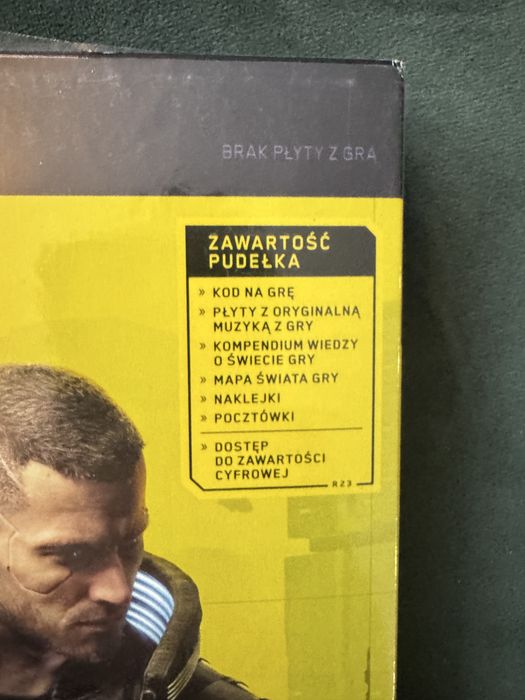 BRAK PŁYTY Z GRĄ
ZAWARTOŚĆ
PUDEŁKA
» KOD NA GRĘ
» PŁYTY Z ORYGINALNĄ
MUZYKĄ Z GRY
» KOMPENDIUM WIEDZY
O ŚWIECIE GRY
» MAPA ŚWIATA GRY
» NAKLEJKI
» POCZTÓWKI
» DOSTĘP
DO ZAWARTOŚCI
CYFROWEJ
R23